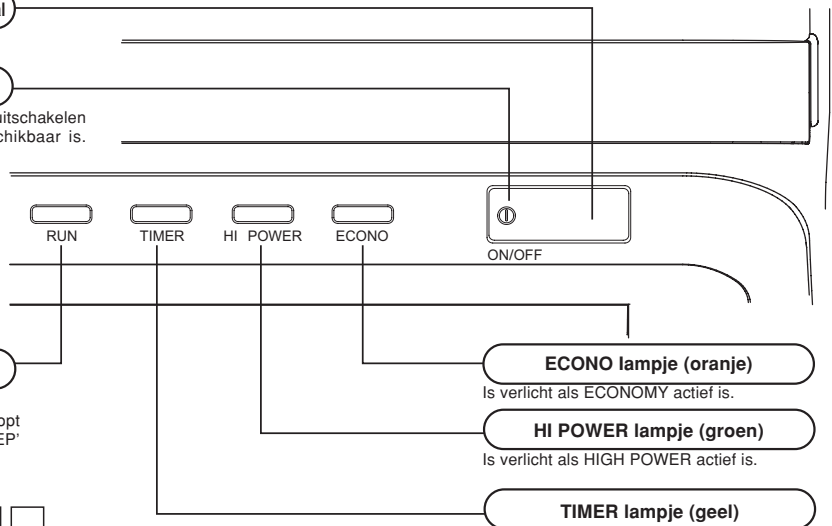 al
uitschakelen
chikbaar is.
RUN TIMER HI POWER ECONO
ON/OFF
ECONO lampje (oranje)
Is verlicht als ECONOMY actief is.
opt
EP'
HI POWER lampje (groen)
Is verlicht als HIGH POWER actief is.
TIMER lampje (geel)